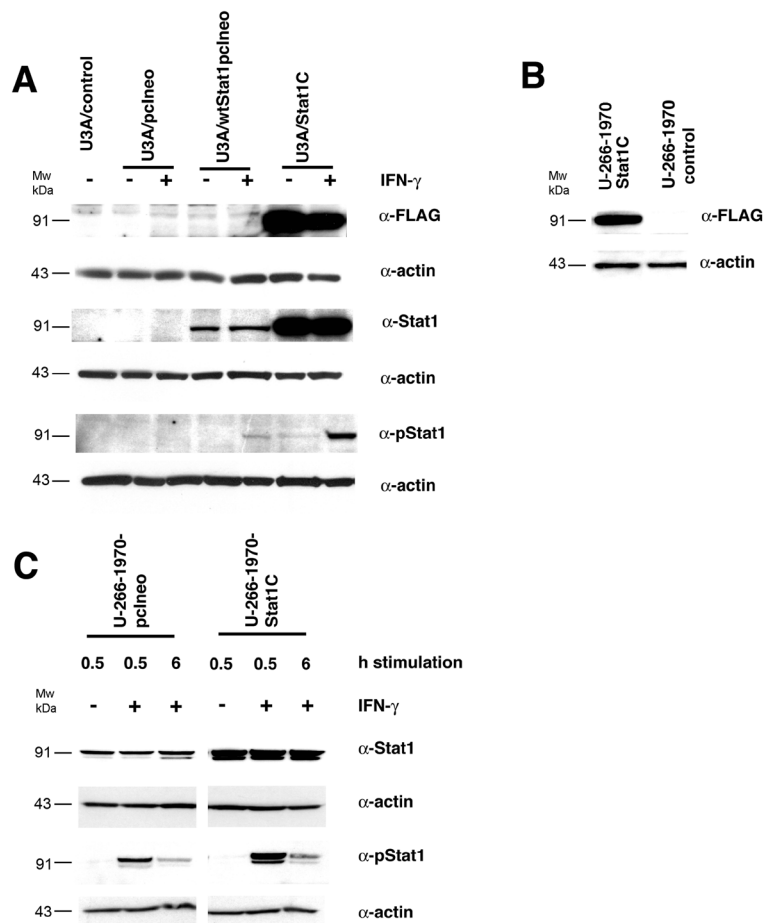 A
U3A/control
U3A/pcIneo
U3A/wtStat1pcIneo
U3A/Stat1C
Mw
kDa
- - + - + - + IFN-γ
91 α-FLAG
43 α-actin
91 α-Stat1
43 α-actin
91 α-pStat1
43 α-actin
B
U-266-1970
Stat1C
U-266-1970
control
Mw
kDa
91 α-FLAG
43 α-actin
C
U-266-1970-
pcIneo
U-266-1970-
Stat1C
0.5 0.5 6 0.5 0.5 6 h stimulation
Mw
kDa
- + + - + + IFN-γ
91 α-Stat1
43 α-actin
91 α-pStat1
43 α-actin